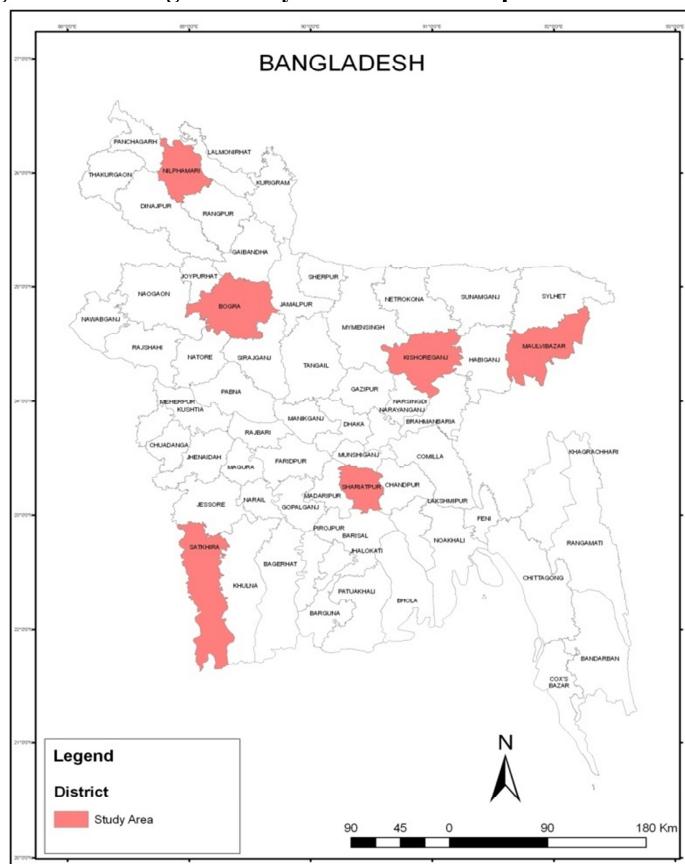 BANGLADESH
PANCHAGARH
LALMONIRHAT
THAKURGAON
NILPHAMARI
KURIGRAM
DINAJPUR
RANGPUR
GAIBANDHA
JOYPURHAT
SHERPUR
NAOGAON
BOGRA
JAMALPUR
NETROKONA
SUNAMGANJ
SYLHET
NAWABGANJ
MYMENSINGH
RAJSHAHI
NATORE
SIRAJGANJ
TANGAIL
KISHOREGANJ
HABIGANJ
MAULVIBAZAR
PABNA
GAZIPUR
MEHERPUR
KUSHTIA
NARSINGDI
NARAYANGANJ
MANIKGANJ
DHAKA
BRAHMANBARIA
RAJBARI
CHUADANGA
JHENAIDAH
MAGURA
FARIDPUR
MUNSHIGANJ
COMILLA
KHAGRACHHARI
SHARIATPUR
CHANDPUR
JESSORE
NARAIL
MADARIPUR
GOPALGANJ
LAKSHMIPUR
FENI
PIROJPUR
BARISAL
NOAKHALI
RANGAMATI
SATKHIRA
JHALOKATI
KHULNA
BAGERHAT
CHITTAGONG
PATUAKHALI
BHOLA
BARGUNA
BANDARBAN
COX'S
BAZAR
N
Legend
District
Study Area
90 45 0 90 180 Km